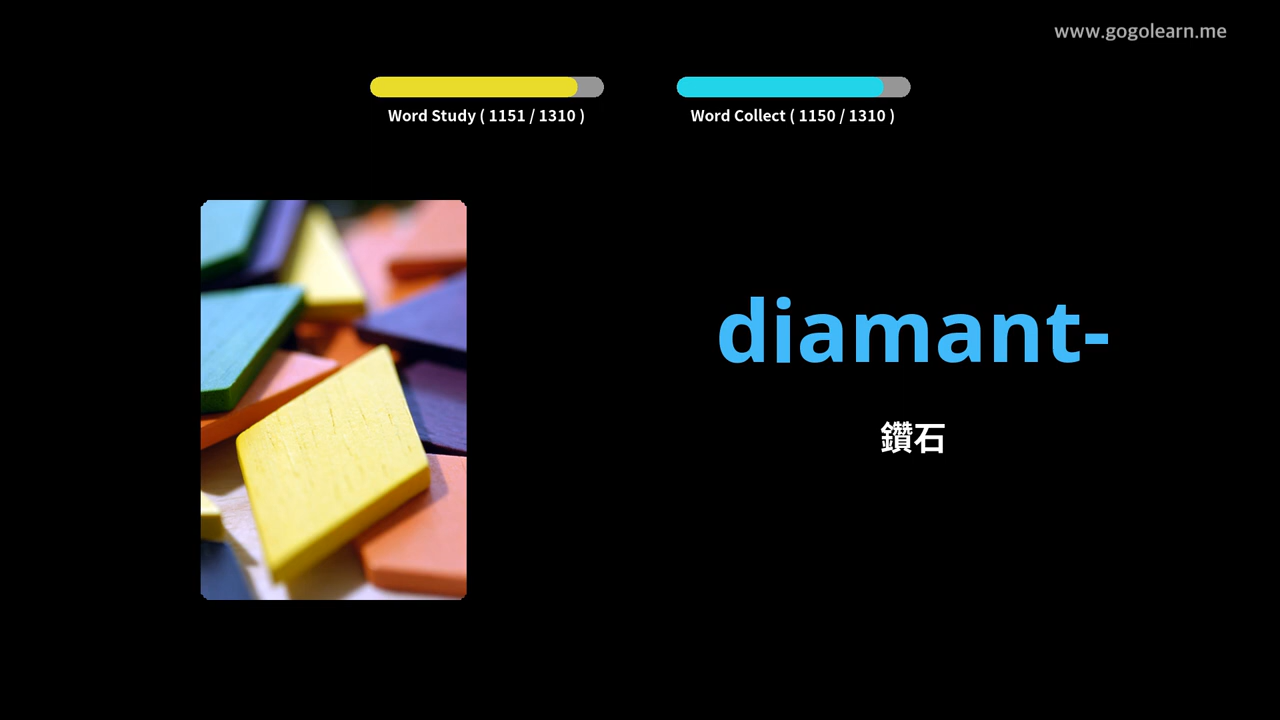 www.gogolearn.me
Word Study ( 1151 / 1310 )
Word Collect ( 1150 / 1310 )
diamant-
鑽石